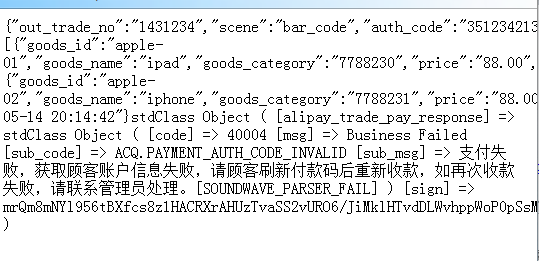 {"out_trade_no":"1431234","scene":"bar_code","auth_code":"351234213
[{"goods_id":"apple-
01","goods_name":"ipad","goods_category":"7788230","price":"88.00",
{"goods_id":"apple-
02","goods_name":"iphone","goods_category":"7788231","price":"88.00
05-14 20:14:42"}stdClass Object ( [alipay_trade_pay_response] =>
stdClass Object ( [code] => 40004 [msg] => Business Failed
[sub_code] => ACQ.PAYMENT_AUTH_CODE_INVALID [sub_msg] => 支付失
败，获取顾客账户信息失败，请顾客刷新付款码后重新收款，如再次收款
失败，请联系管理员处理。[SOUNDWAVE_PARSER_FAIL] ) [sign] =>
mrQm8mNYl956tBXfcs8z1HACRXrAHUzTvaSS2vURO6/JiMklHTvdDLWvhppWoP0pSsM
)